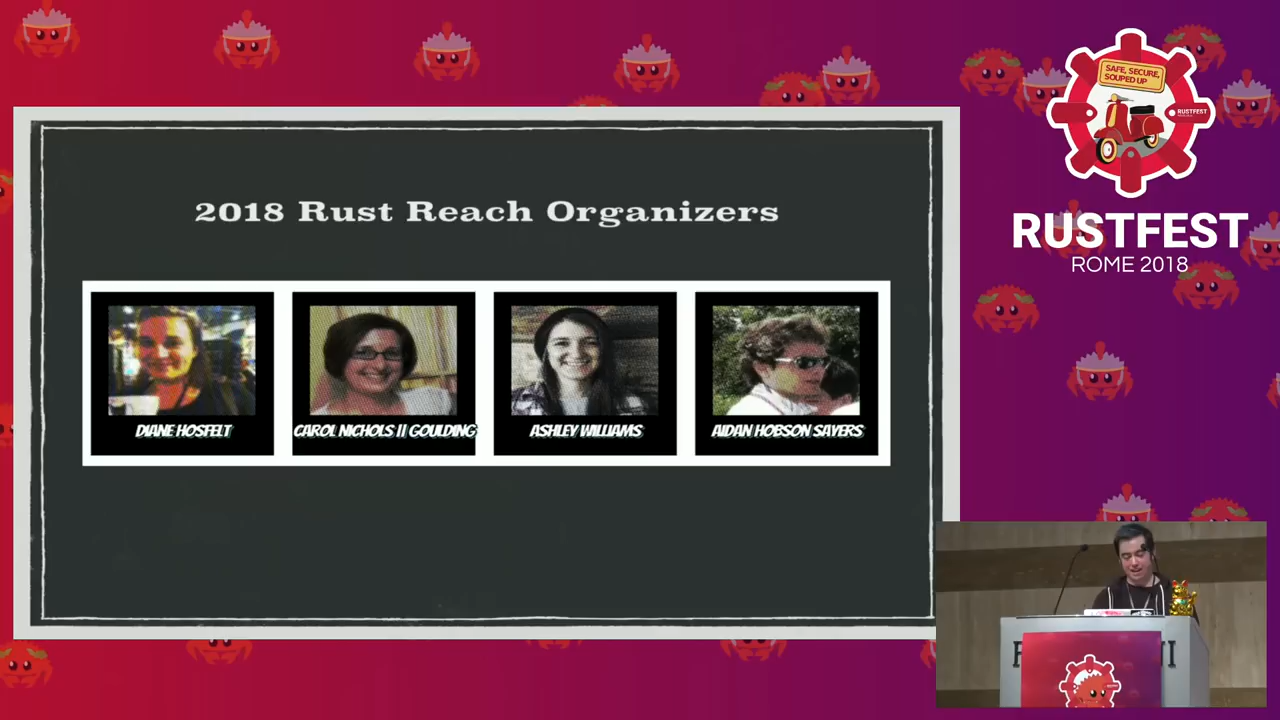 2018 Rust Reach Organizers
DIANE HOSFELT
CAROL NICHOLS || GOULDING
ASHLEY WILLIAMS
AIDAN HOBSON SAYERS
SAFE, SECURE,
SOUPED UP
RUSTFEST
RUSTFEST
ROME 2018